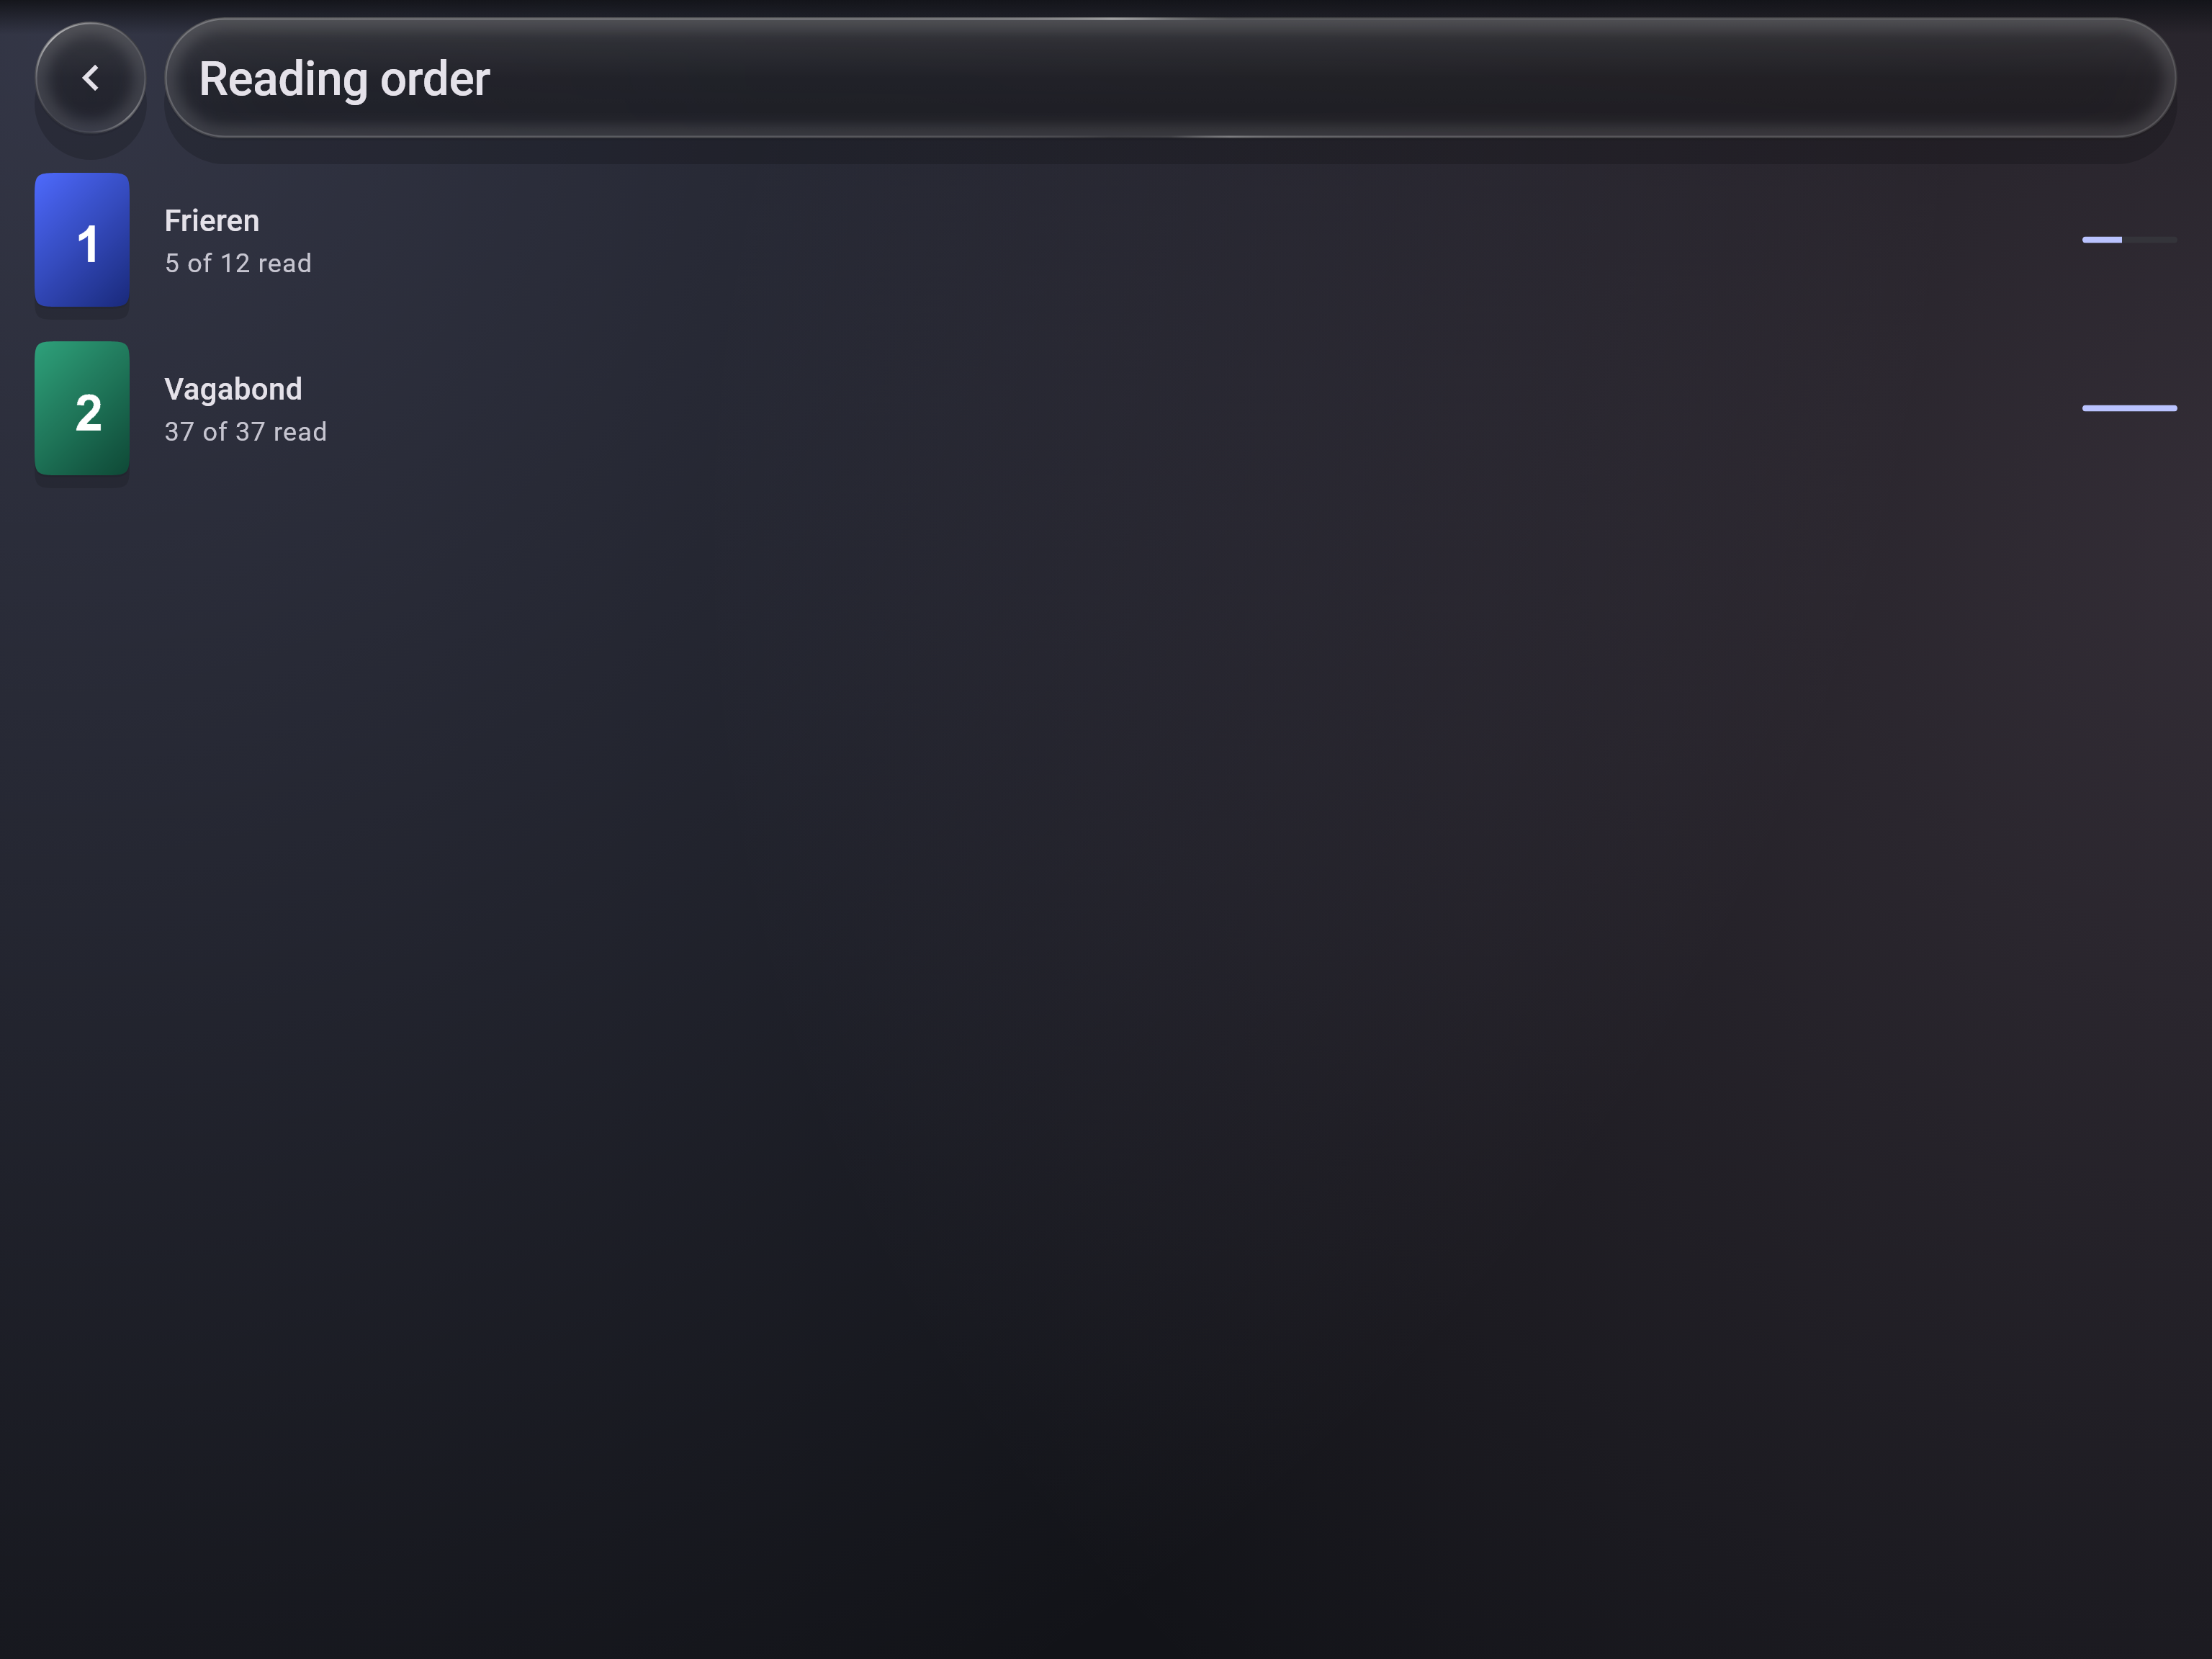 Reading order
1
Frieren
5 of 12 read
2
Vagabond
37 of 37 read